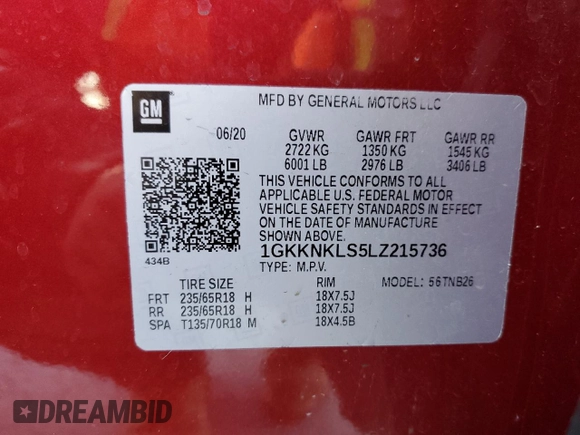 GM
MFD BY GENERAL MOTORS LLC
06/20 GVWR GAWR FRT GAWR RR
2722 KG 1350 KG 1545 KG
6001 LB 2976 LB 3406 LB
THIS VEHICLE CONFORMS TO ALL
APPLICABLE U.S. FEDERAL MOTOR
VEHICLE SAFETY STANDARDS IN EFFECT
ON THE DATE OF MANUFACTURE
SHOWN ABOVE.
434B
1GKKNKLS5LZ215736
TYPE: M.P.V. MODEL: 56TNB26
TIRE SIZE RIM
FRT 235/65R18 H 18X7.5J
RR 235/65R18 H 18X7.5J
SPA T135/70R18 M 18X4.5B
DREAMBID